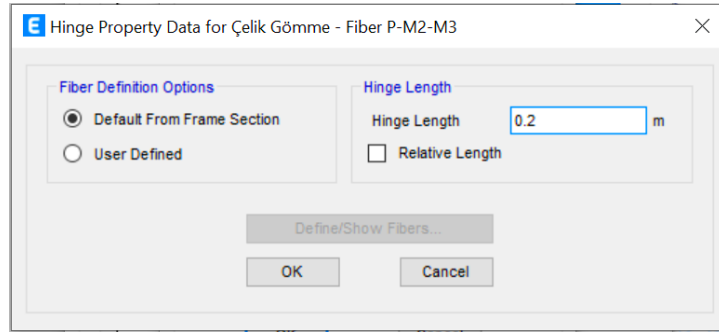 E Hinge Property Data for Çelik Gömme - Fiber P-M2-M3
Fiber Definition Options
Default From Frame Section
User Defined
Hinge Length
Hinge Length 0.2 m
Relative Length
Define/Show Fibers...
OK Cancel